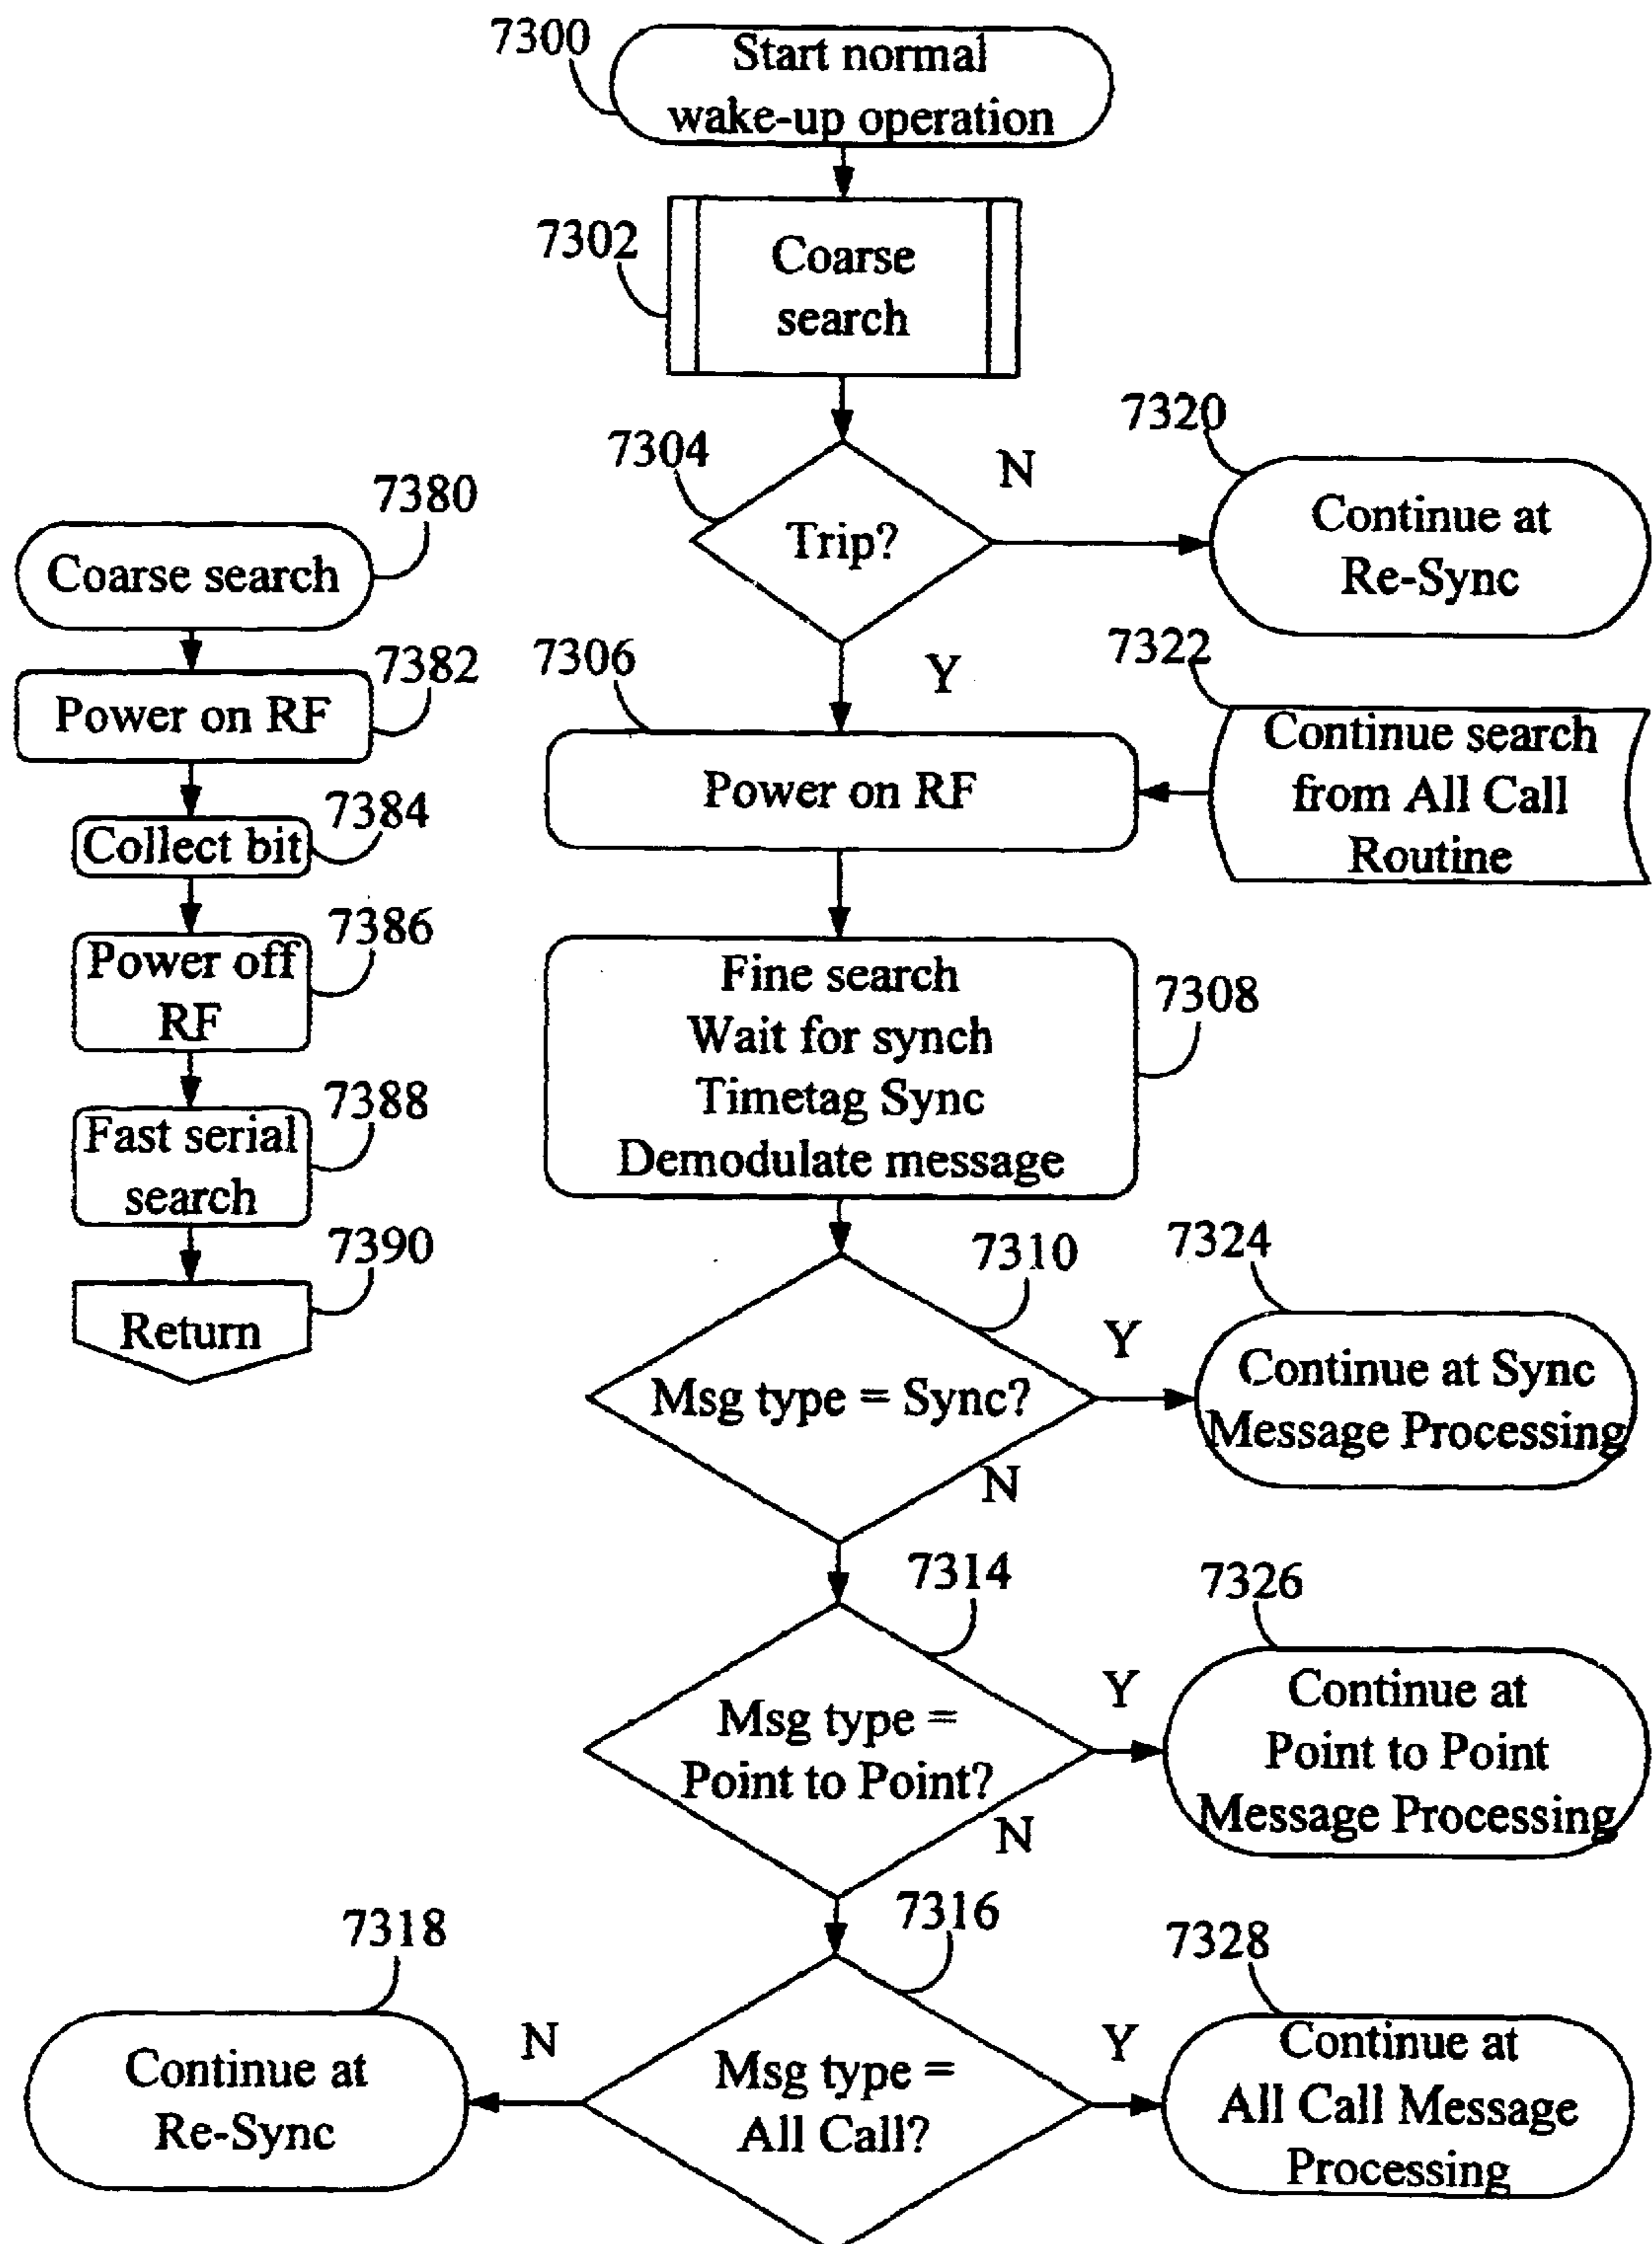 7300
Start normal
wake-up operation
7302
Coarse
search
7304
Trip?
N
7320
Continue at
Re-Sync
7380
Coarse search
7382
Power on RF
7384
Collect bit
7386
Power off
RF
7388
Fast serial
search
7390
Return
Y
7306
Power on RF
7322
Continue search
from All Call
Routine
Fine search
Wait for synch
Timetag Sync
Demodulate message
7308
7310
Msg type = Sync?
Y
N
7324
Continue at Sync
Message Processing
7314
Msg type =
Point to Point?
Y
N
7326
Continue at
Point to Point
Message Processing
7316
Msg type =
All Call?
N
7318
Continue at
Re-Sync
Y
7328
Continue at
All Call Message
Processing